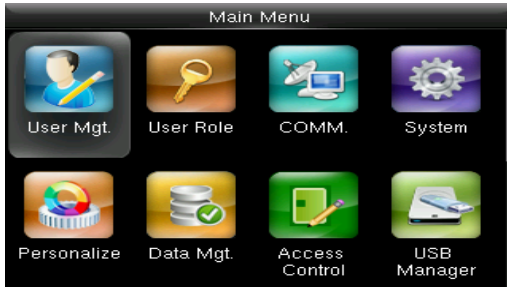 Main Menu
User Mgt.
User Role
COMM.
System
Personalize
Data Mgt.
Access
Control
USB
Manager